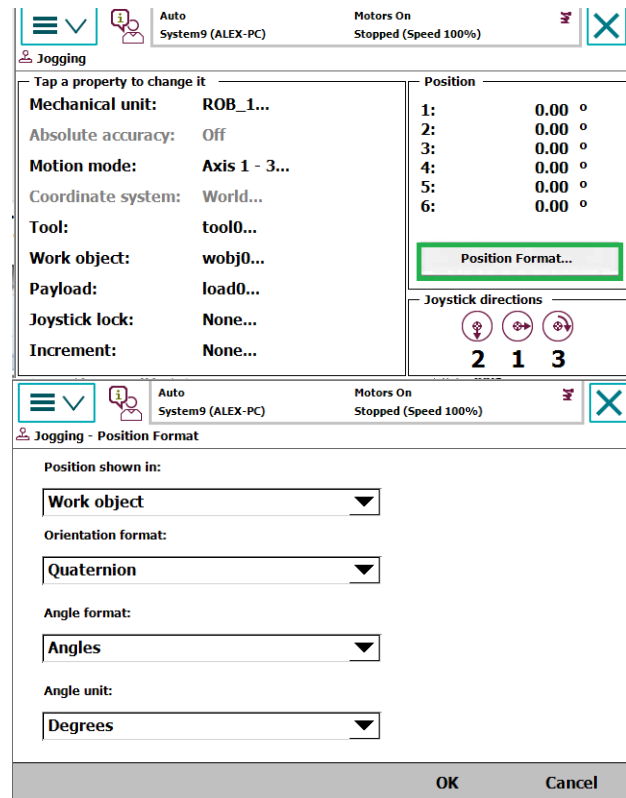 Auto
Motors On
System9 (ALEX-PC)
Stopped (Speed 100%)
Jogging
Tap a property to change it
Mechanical unit: ROB_1...
Absolute accuracy: Off
Motion mode: Axis 1 - 3...
Coordinate system: World...
Tool: tool0...
Work object: wobj0...
Payload: load0...
Joystick lock: None...
Increment: None...
Position
1: 0.00 º
2: 0.00 º
3: 0.00 º
4: 0.00 º
5: 0.00 º
6: 0.00 º
Position Format...
Joystick directions
2 1 3
Auto
Motors On
System9 (ALEX-PC)
Stopped (Speed 100%)
Jogging - Position Format
Position shown in:
Work object
Orientation format:
Quaternion
Angle format:
Angles
Angle unit:
Degrees
OK Cancel